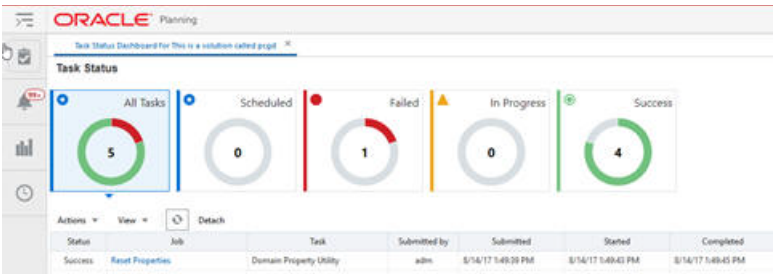 ORACLE Planning
Task Status Dashboard for This is a solution called pcgd ×
Task Status
99+
All Tasks Scheduled Failed In Progress Success
5 0 1 0 4
Actions View Detach
Status Job Task Submitted by Submitted Started Completed
Success Reset Properties Domain Property Utility adm 8/14/17 1:49:39 PM 8/14/17 1:49:43 PM 8/14/17 1:49:45 PM